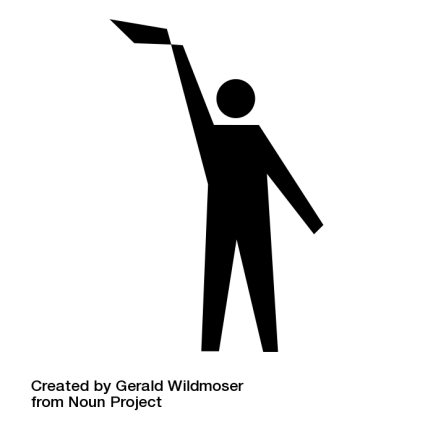 Created by Gerald Wildmoser
from Noun Project